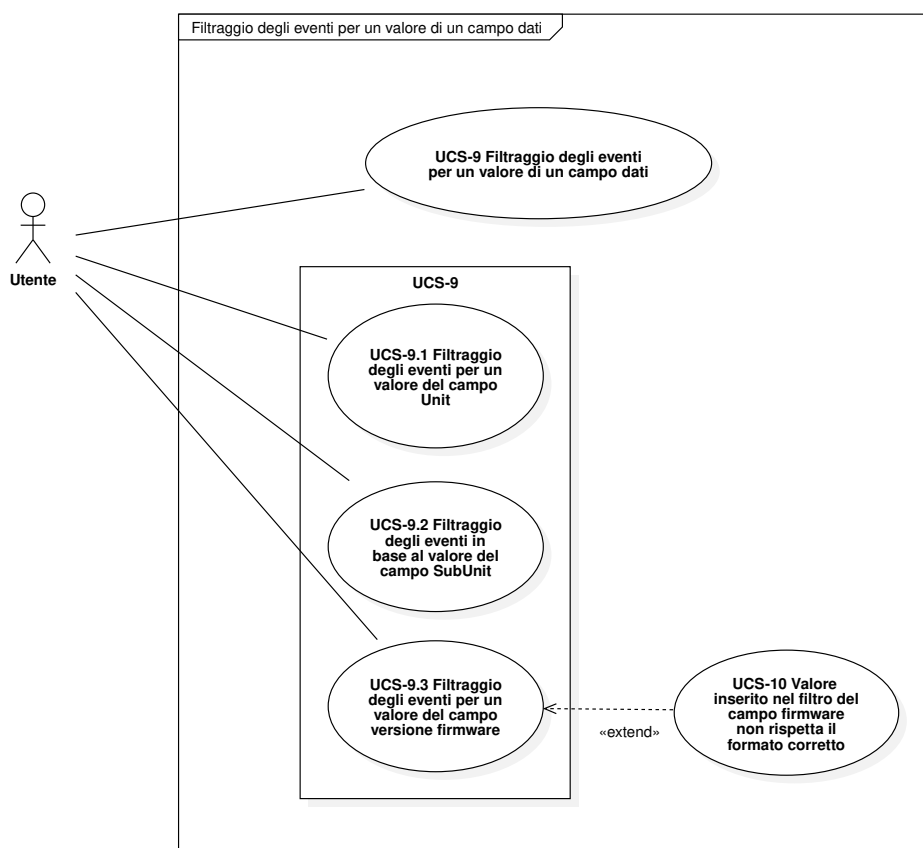 Filtraggio degli eventi per un valore di un campo dati
UCS-9 Filtraggio degli eventi
per un valore di un campo dati
Utente
UCS-9
UCS-9.1 Filtraggio
degli eventi per un
valore del campo
Unit
UCS-9.2 Filtraggio
degli eventi in
base al valore del
campo SubUnit
UCS-9.3 Filtraggio
degli eventi per un
valore del campo
versione firmware
«extend»
UCS-10 Valore
inserito nel filtro del
campo firmware
non rispetta il
formato corretto